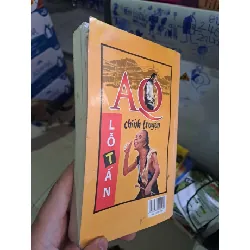 AQ
chính truyện
LỖ TẤN